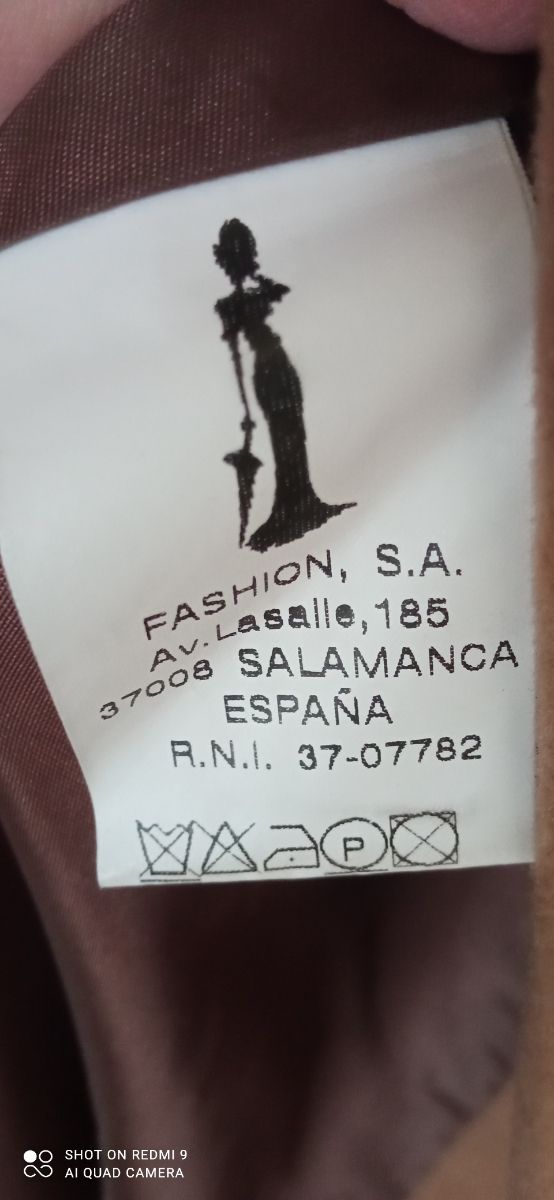 FASHION, S.A.
Av. Lasalle,185
37008 SALAMANCA
ESPAÑA
R.N.I. 37-07782
P
SHOT ON REDMI 9
AI QUAD CAMERA